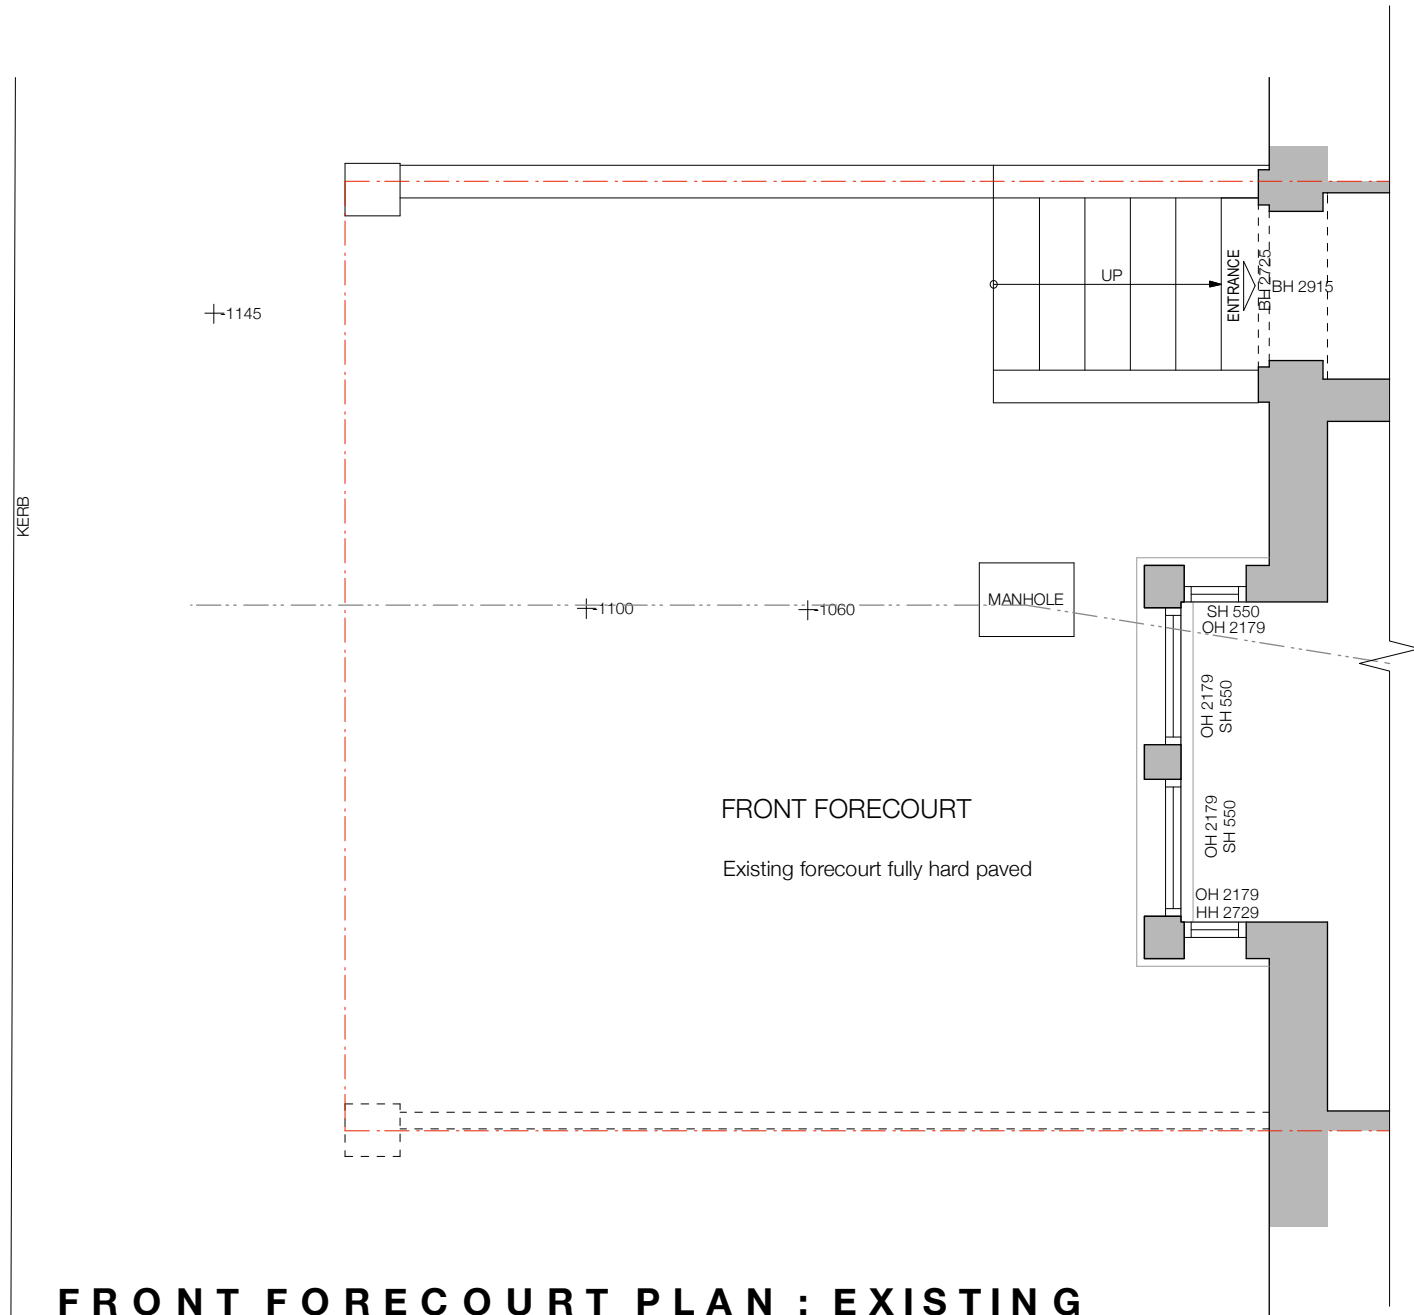 UP
ENTRANCE
BH 2725
BH 2915
-1145
KERB
-1100
-1060
MANHOLE
SH 550
OH 2179
OH 2179
SH 550
OH 2179
SH 550
FRONT FORECOURT
Existing forecourt fully hard paved
OH 2179
HH 2729
FRONT FORECOURT PLAN : EXISTING